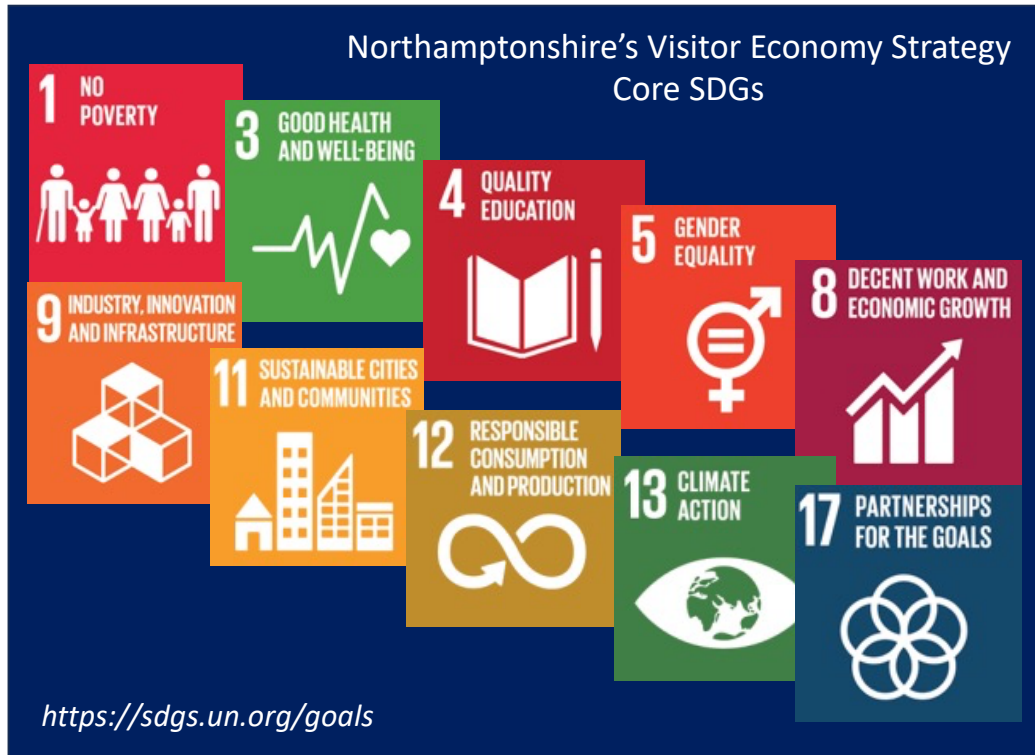 Northamptonshire's Visitor Economy Strategy
Core SDGs
1 NO
POVERTY
3 GOOD HEALTH
AND WELL-BEING
4 QUALITY
EDUCATION
5 GENDER
EQUALITY
8 DECENT WORK AND
ECONOMIC GROWTH
9 INDUSTRY, INNOVATION
AND INFRASTRUCTURE
11 SUSTAINABLE CITIES
AND COMMUNITIES
12 RESPONSIBLE
CONSUMPTION
AND PRODUCTION
13 CLIMATE
ACTION
17 PARTNERSHIPS
FOR THE GOALS
https://sdgs.un.org/goals